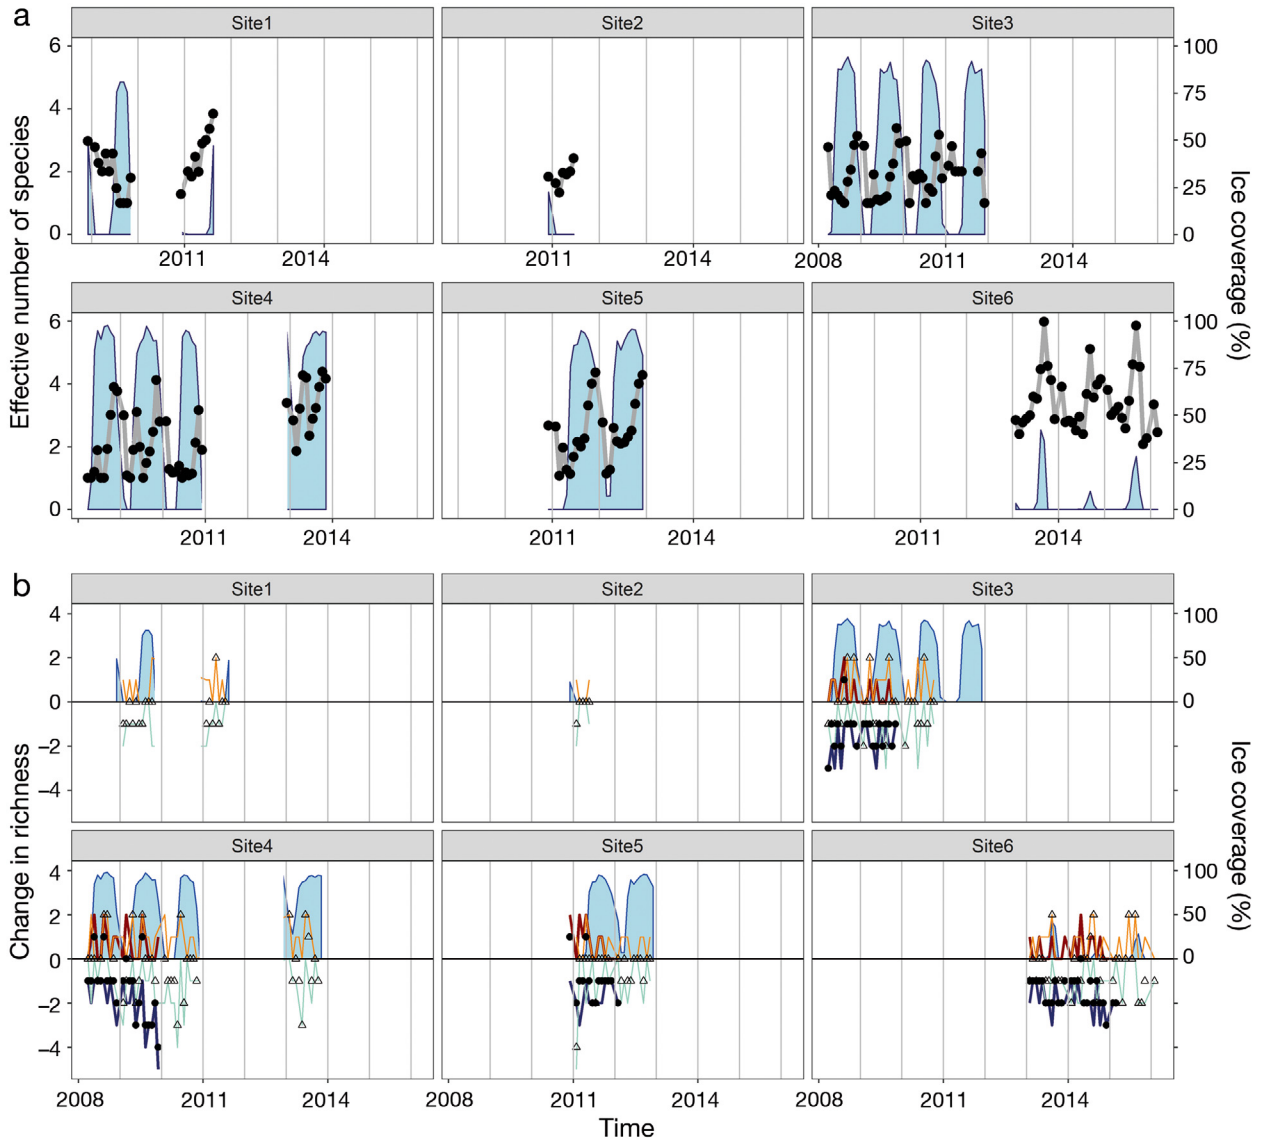 a
Site1 Site2 Site3
6 4 2 0
100 75 50 25 0
2011 2014 2011 2014 2008 2011 2014
Effective number of species
Ice coverage (%)
Site4 Site5 Site6
6 4 2 0
100 75 50 25 0
2011 2014 2011 2014 2011 2014
b
Site1 Site2 Site3
4 2 0 −2 −4
100 50 0
Change in richness
Ice coverage (%)
Site4 Site5 Site6
4 2 0 −2 −4
100 50 0
2008 2011 2014 2008 2011 2014 2008 2011 2014
Time